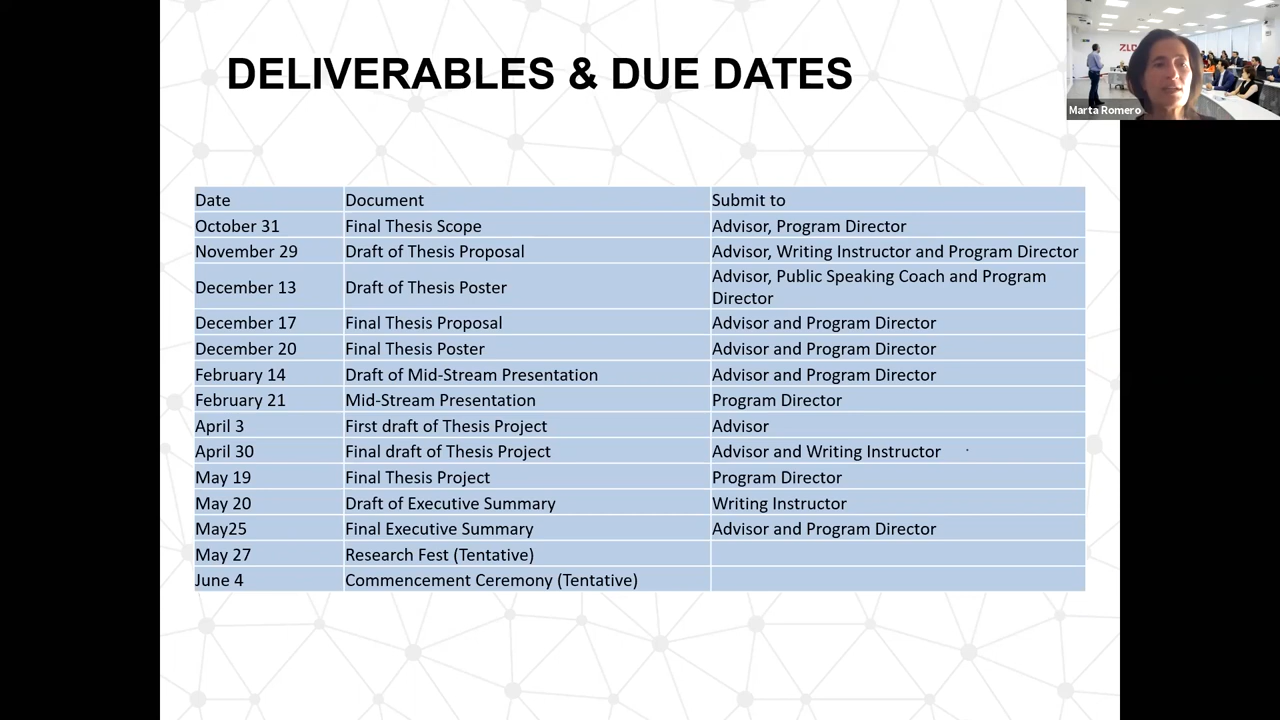 DELIVERABLES & DUE DATES
ZLC
Marta Romero
Date Document Submit to
October 31 Final Thesis Scope Advisor, Program Director
November 29 Draft of Thesis Proposal Advisor, Writing Instructor and Program Director
December 13 Draft of Thesis Poster Advisor, Public Speaking Coach and Program
Director
December 17 Final Thesis Proposal Advisor and Program Director
December 20 Final Thesis Poster Advisor and Program Director
February 14 Draft of Mid-Stream Presentation Advisor and Program Director
February 21 Mid-Stream Presentation Program Director
April 3 First draft of Thesis Project Advisor
April 30 Final draft of Thesis Project Advisor and Writing Instructor
May 19 Final Thesis Project Program Director
May 20 Draft of Executive Summary Writing Instructor
May25 Final Executive Summary Advisor and Program Director
May 27 Research Fest (Tentative)
June 4 Commencement Ceremony (Tentative)